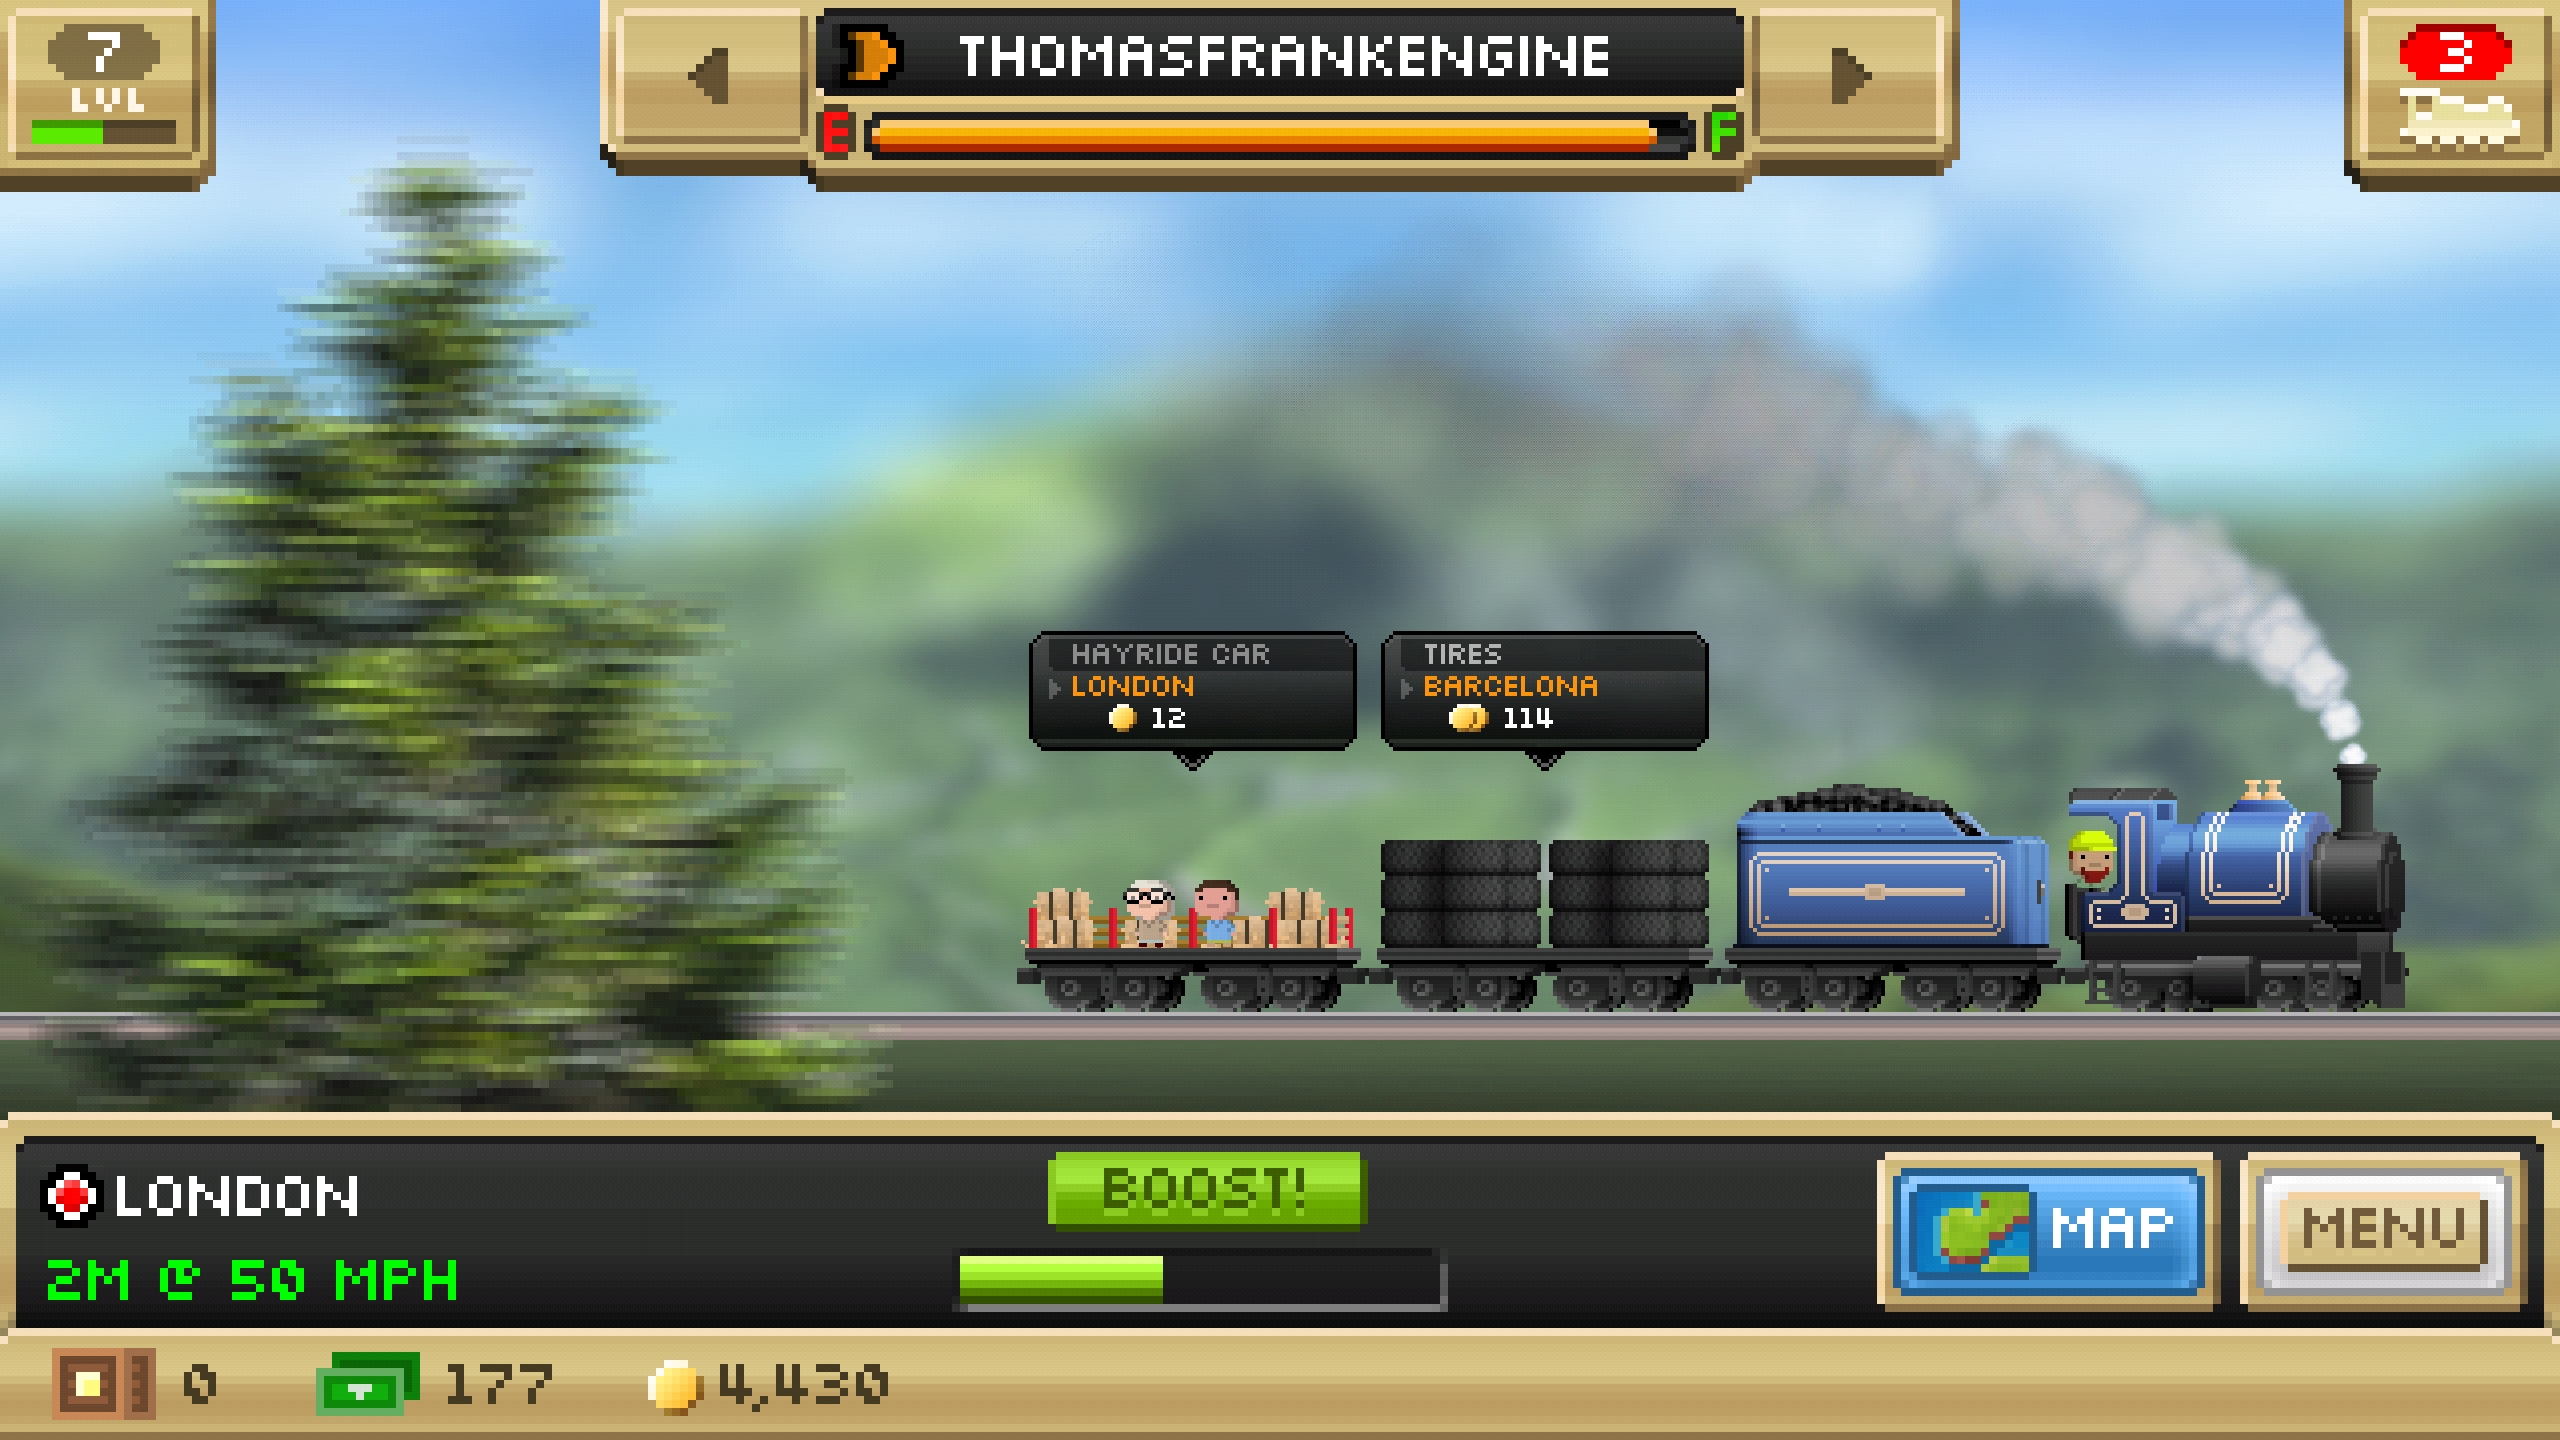 7
LVL
THOMASFRANKENGINE
E
F
3
HAYRIDE CAR
LONDON
12
TIRES
BARCELONA
114
LONDON
2M @ 50 MPH
BOOST!
MAP
MENU
0
177
4,430